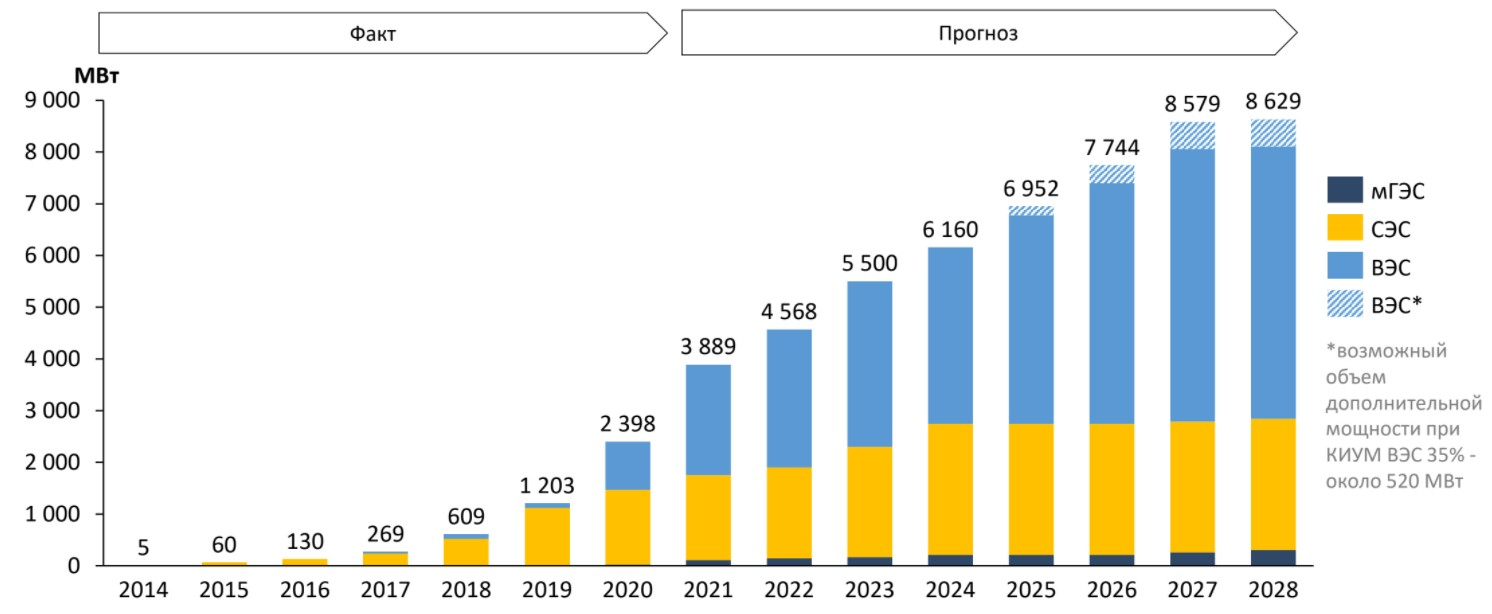 Факт
Прогноз
МВт
9 000
8 000
7 000
6 000
5 000
4 000
3 000
2 000
1 000
0
5
60
130
269
609
1 203
2 398
3 889
4 568
5 500
6 160
6 952
7 744
8 579
8 629
2014 2015 2016 2017 2018 2019 2020 2021 2022 2023 2024 2025 2026 2027 2028
мГЭС
СЭС
ВЭС
ВЭС*
*возможный
объем
дополнительной
мощности при
КИУМ ВЭС 35% -
около 520 МВт